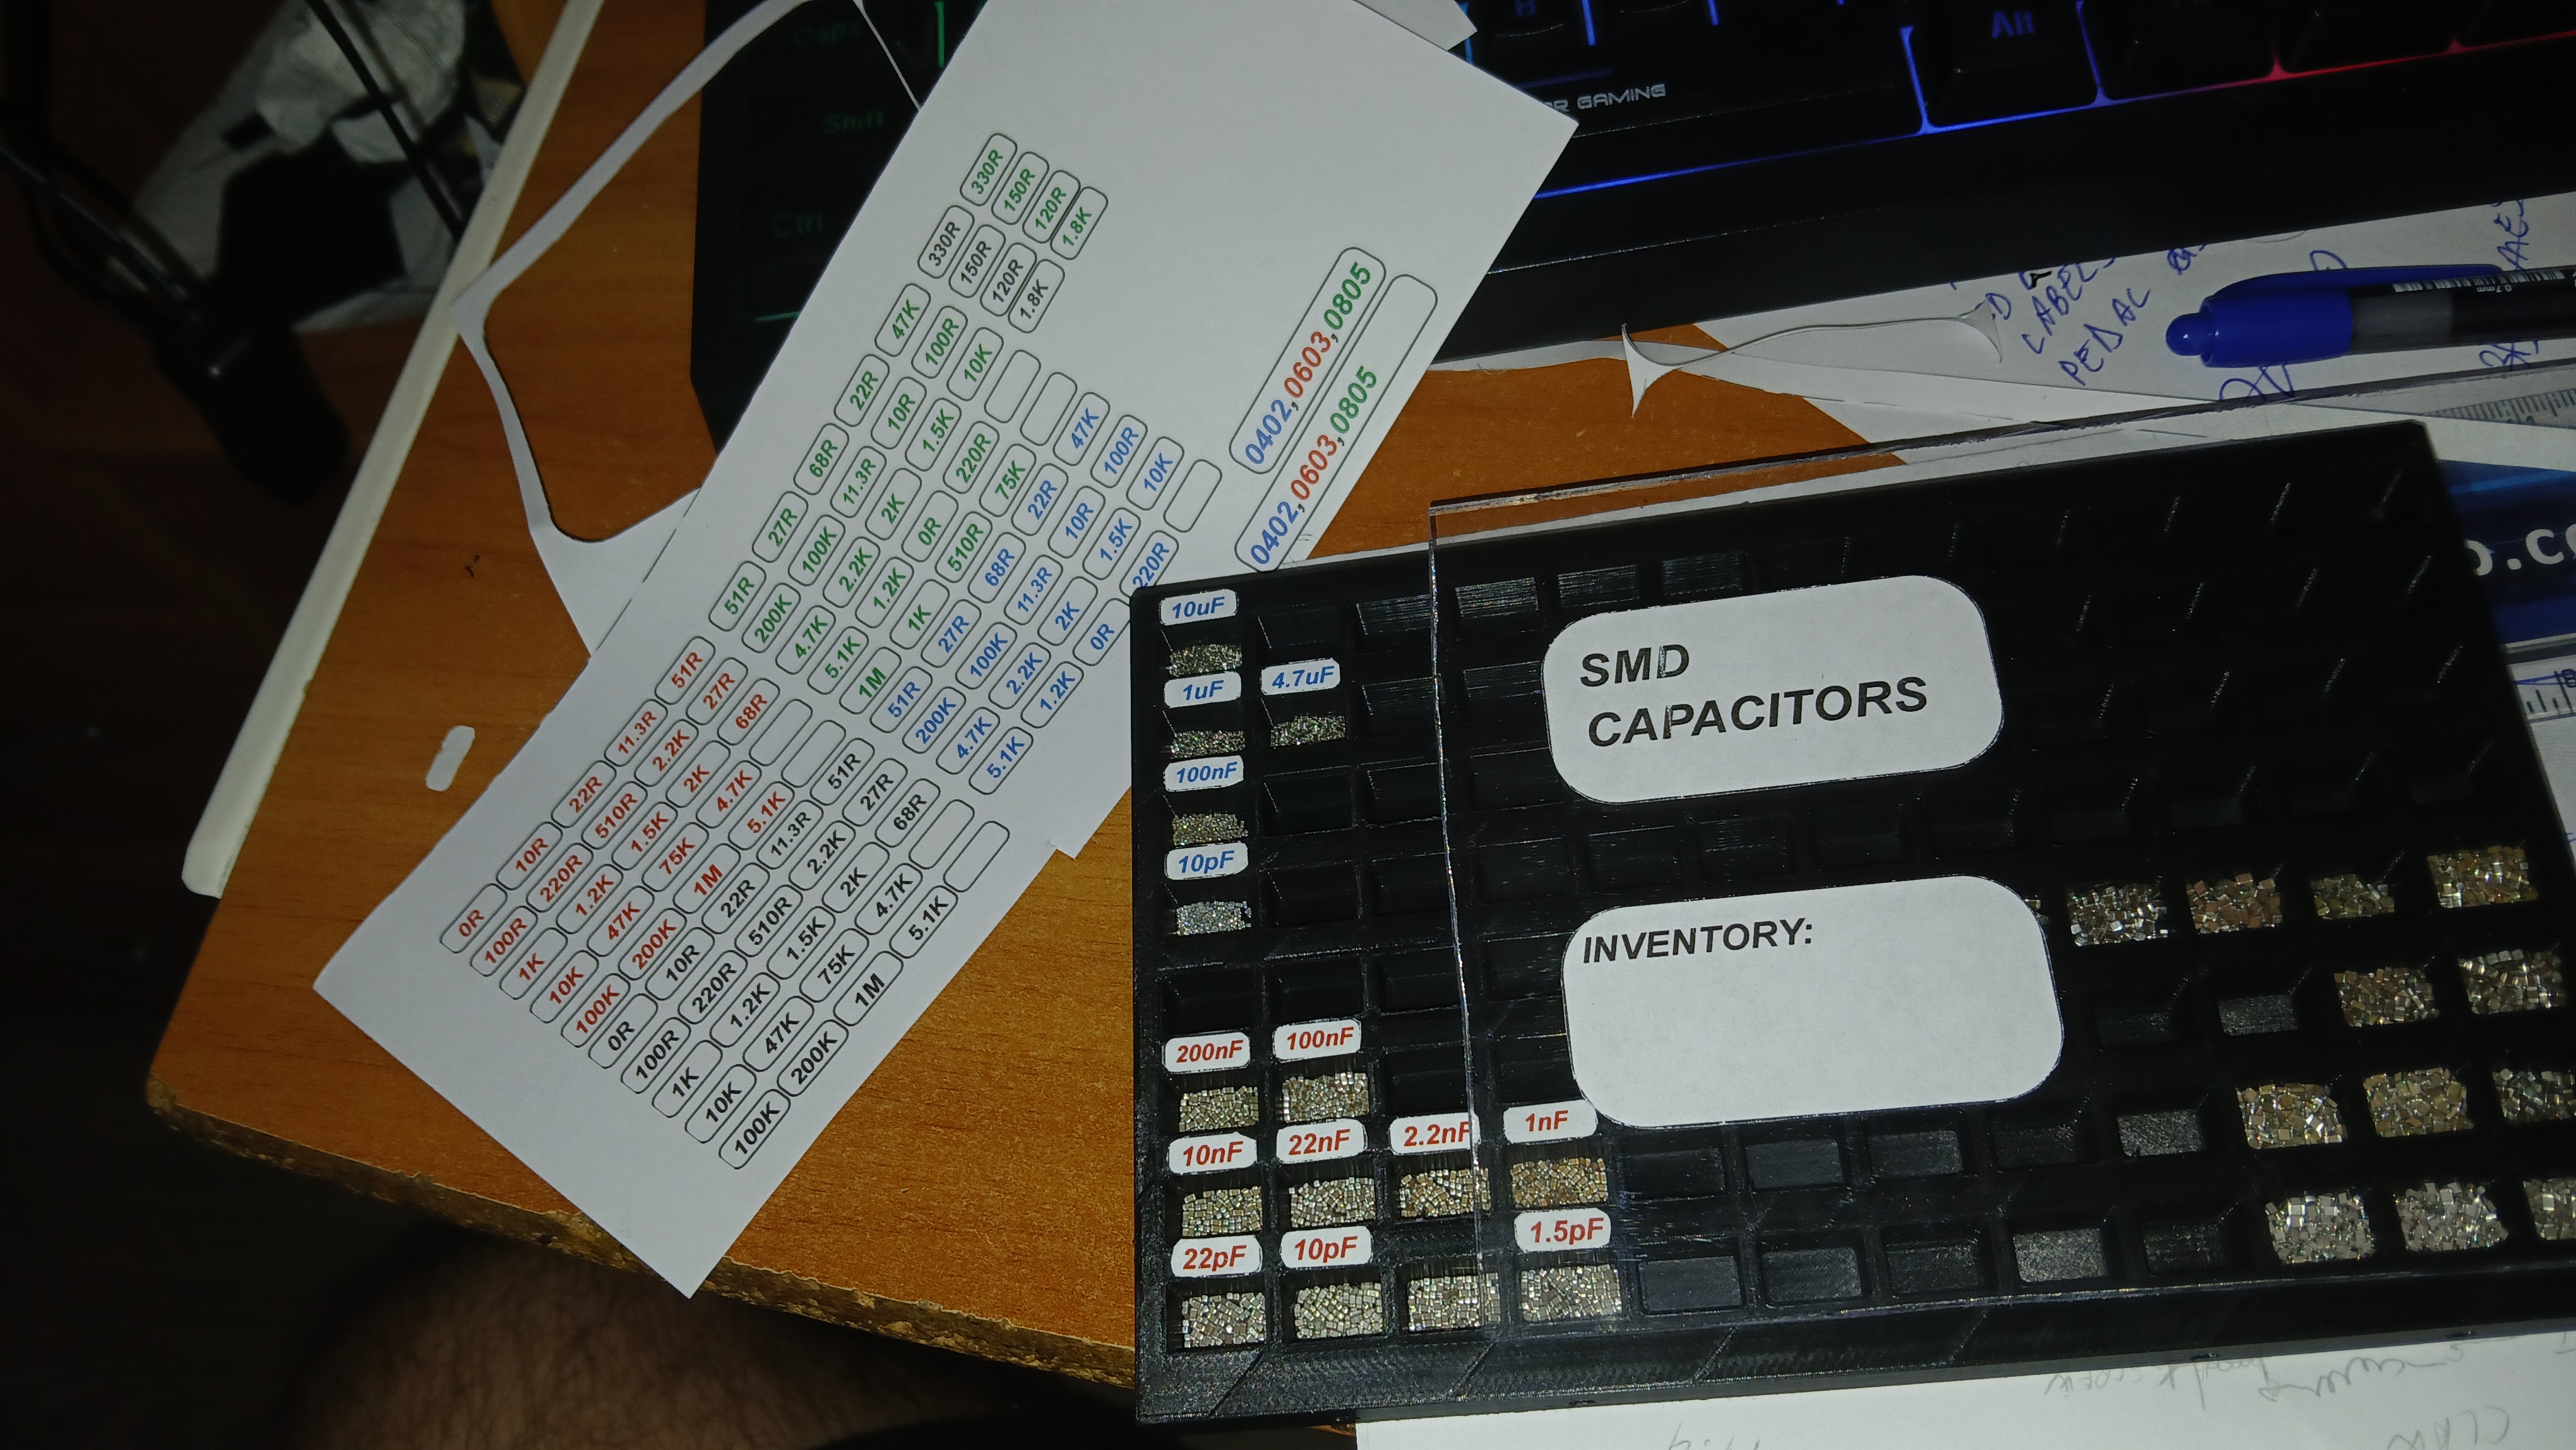 0R 10R 22R 11.3R 51R
100R 220R 510R 2.2K 27R
1K 1.2K 1.5K 2K 68R
10K 47K 75K 4.7K
100K 200K 1M 5.1K
0R 10R 22R 11.3R 51R
100R 220R 510R 2.2K 27R
1K 1.2K 1.5K 2K 68R
10K 47K 75K 4.7K
100K 200K 1M 5.1K
51R 27R 68R 22R 47K
200K 100K 11.3R 10R 100R
4.7K 2.2K 2K 1.5K 10K
5.1K 1.2K 0R 220R
1M 1K 510R 75K
51R 27R 68R 22R 47K
200K 100K 11.3R 10R 100R
4.7K 2.2K 2K 1.5K 10K
5.1K 1.2K 0R 220R
330R 330R
150R 150R
120R 120R
1.8K 1.8K
0402,0603,0805
0402,0603,0805
10uF
1uF 4.7uF
100nF
10pF
200nF 100nF
10nF 22nF 2.2nF 1nF
22pF 10pF 1.5pF
SMD
CAPACITORS
INVENTORY:
GAMING
Ctrl
Shift
Alt
PEDAL
0.7mm